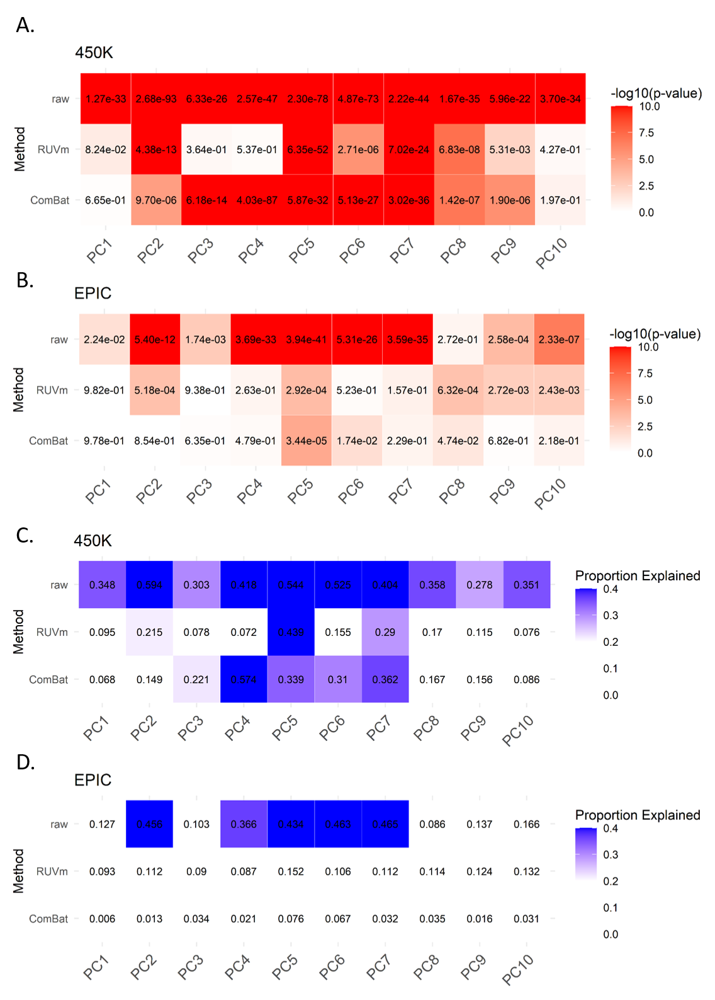 A.
450K
raw 1.27e-33 2.68e-93 6.33e-26 2.57e-47 2.30e-78 4.87e-73 2.22e-44 1.67e-35 5.96e-22 3.70e-34
RUVm 8.24e-02 4.38e-13 3.64e-01 5.37e-01 6.35e-52 2.71e-06 7.02e-24 6.83e-08 5.31e-03 4.27e-01
ComBat 6.65e-01 9.70e-06 6.18e-14 4.03e-87 5.87e-32 5.13e-27 3.02e-36 1.42e-07 1.90e-06 1.97e-01
Method
PC1 PC2 PC3 PC4 PC5 PC6 PC7 PC8 PC9 PC10
-log10(p-value)
10.0
7.5
5.0
2.5
0.0
B.
EPIC
raw 2.24e-02 5.40e-12 1.74e-03 3.69e-33 3.94e-41 5.31e-26 3.59e-35 2.72e-01 2.58e-04 2.33e-07
RUVm 9.82e-01 5.18e-04 9.38e-01 2.63e-01 2.92e-04 5.23e-01 1.57e-01 6.32e-04 2.72e-03 2.43e-03
ComBat 9.78e-01 8.54e-01 6.35e-01 4.79e-01 3.44e-05 1.74e-02 2.29e-01 4.74e-02 6.82e-01 2.18e-01
Method
PC1 PC2 PC3 PC4 PC5 PC6 PC7 PC8 PC9 PC10
-log10(p-value)
10.0
7.5
5.0
2.5
0.0
C.
450K
raw 0.348 0.594 0.303 0.418 0.544 0.525 0.404 0.358 0.278 0.351
RUVm 0.095 0.215 0.078 0.072 0.439 0.155 0.29 0.17 0.115 0.076
ComBat 0.068 0.149 0.221 0.574 0.339 0.31 0.362 0.167 0.156 0.086
Method
PC1 PC2 PC3 PC4 PC5 PC6 PC7 PC8 PC9 PC10
Proportion Explained
0.4
0.3
0.2
0.1
0.0
D.
EPIC
raw 0.127 0.456 0.103 0.366 0.434 0.463 0.465 0.086 0.137 0.166
RUVm 0.093 0.112 0.09 0.087 0.152 0.106 0.112 0.114 0.124 0.132
ComBat 0.006 0.013 0.034 0.021 0.076 0.067 0.032 0.035 0.016 0.031
Method
PC1 PC2 PC3 PC4 PC5 PC6 PC7 PC8 PC9 PC10
Proportion Explained
0.4
0.3
0.2
0.1
0.0